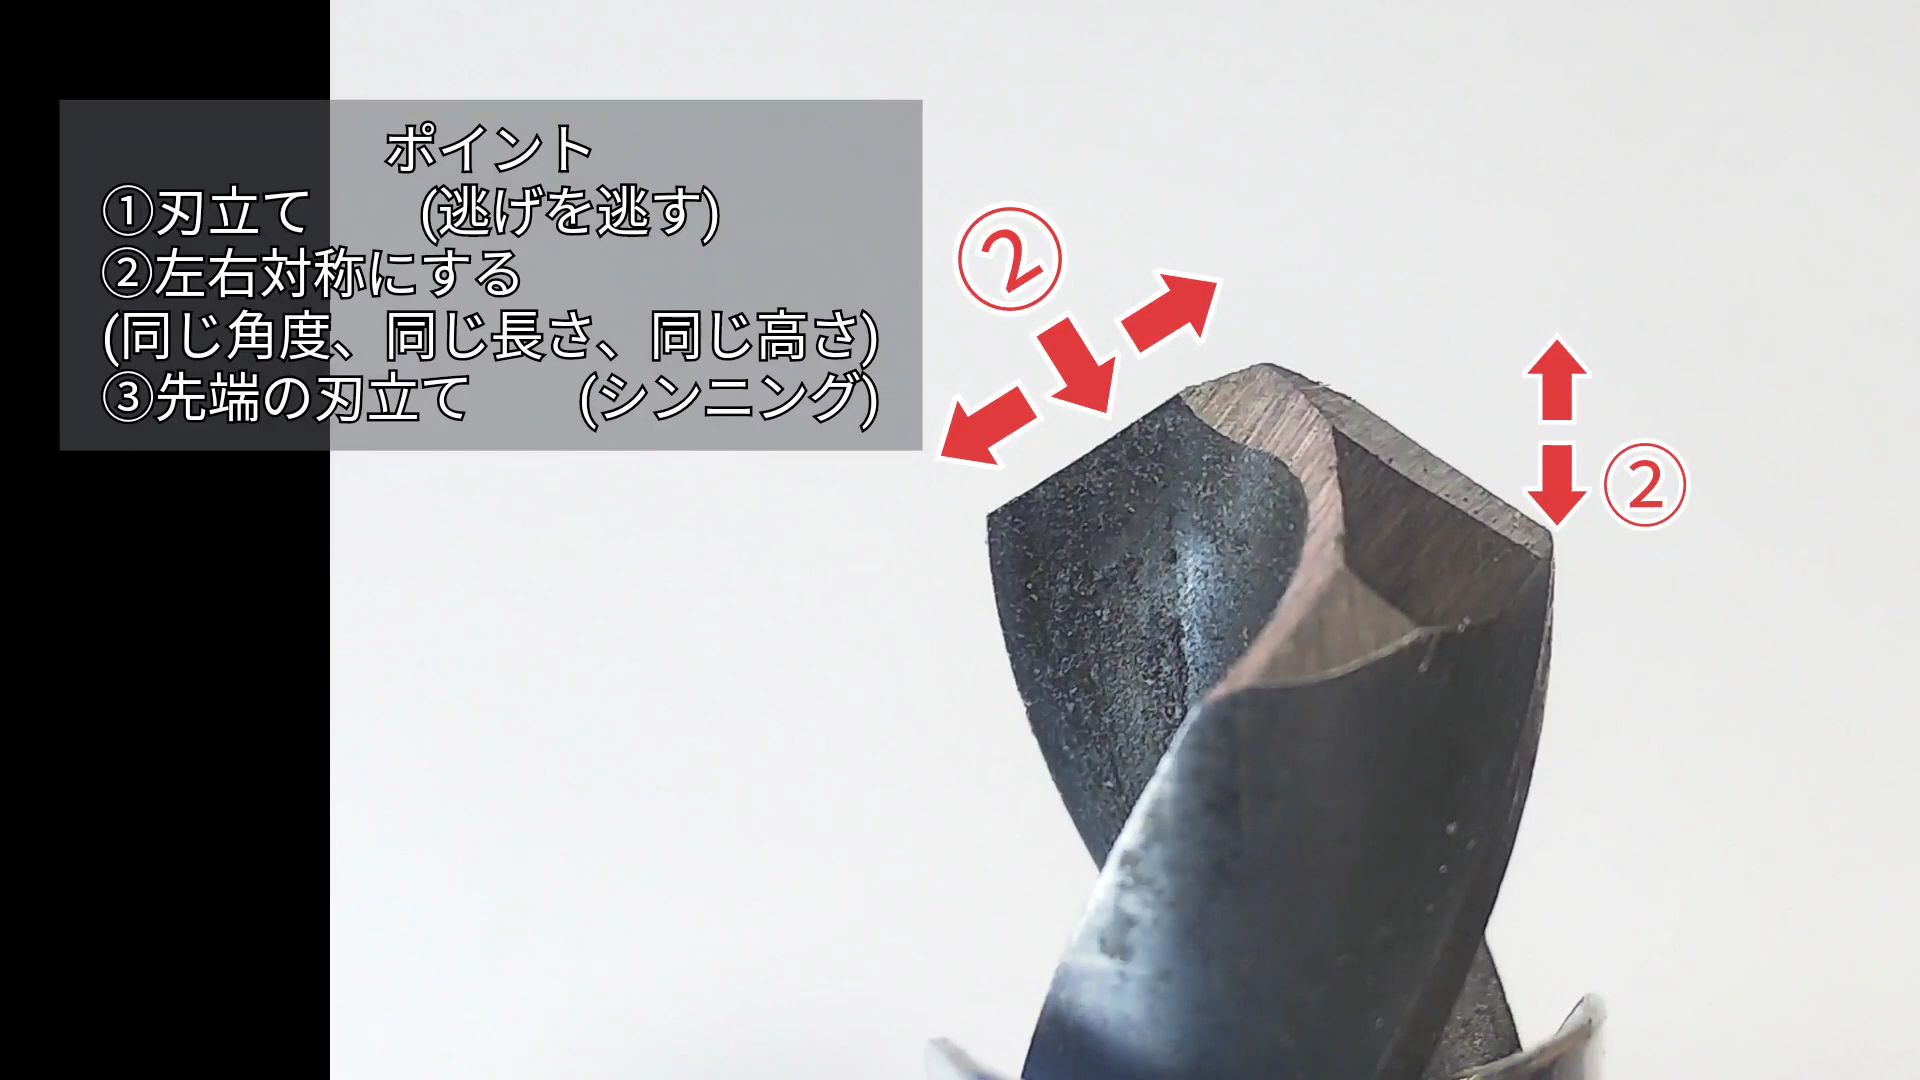 ポイント
①刃立て　　(逃げを逃す)
②左右対称にする
(同じ角度、同じ長さ、同じ高さ)
③先端の刃立て　　(シンニング)
②
②